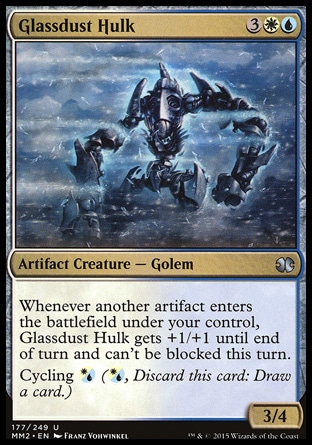 Glassdust Hulk 3
Artifact Creature — Golem
Whenever another artifact enters
the battlefield under your control,
Glassdust Hulk gets +1/+1 until end
of turn and can't be blocked this turn.
Cycling (, Discard this card: Draw
a card.)
3/4
177/249 U
MM2 • EN Franz Vohwinkel
™ & © 2015 Wizards of the Coast